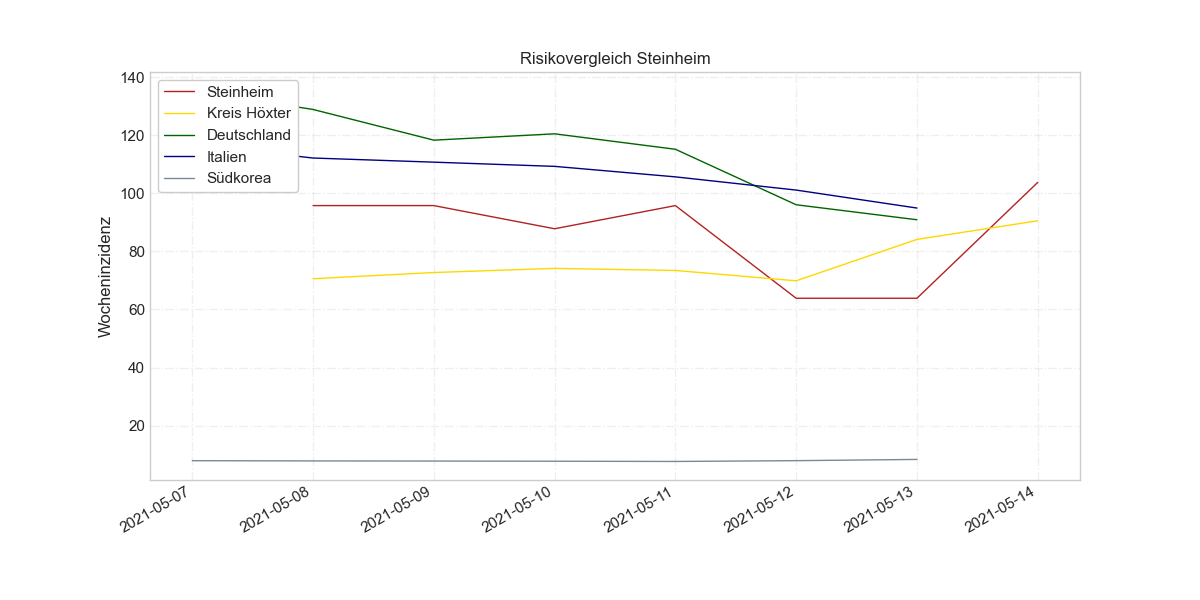 Risikovergleich Steinheim
140
120
100
80
60
40
20
Wocheninzidenz
Steinheim
Kreis Höxter
Deutschland
Italien
Südkorea
2021-05-07
2021-05-08
2021-05-09
2021-05-10
2021-05-11
2021-05-12
2021-05-13
2021-05-14